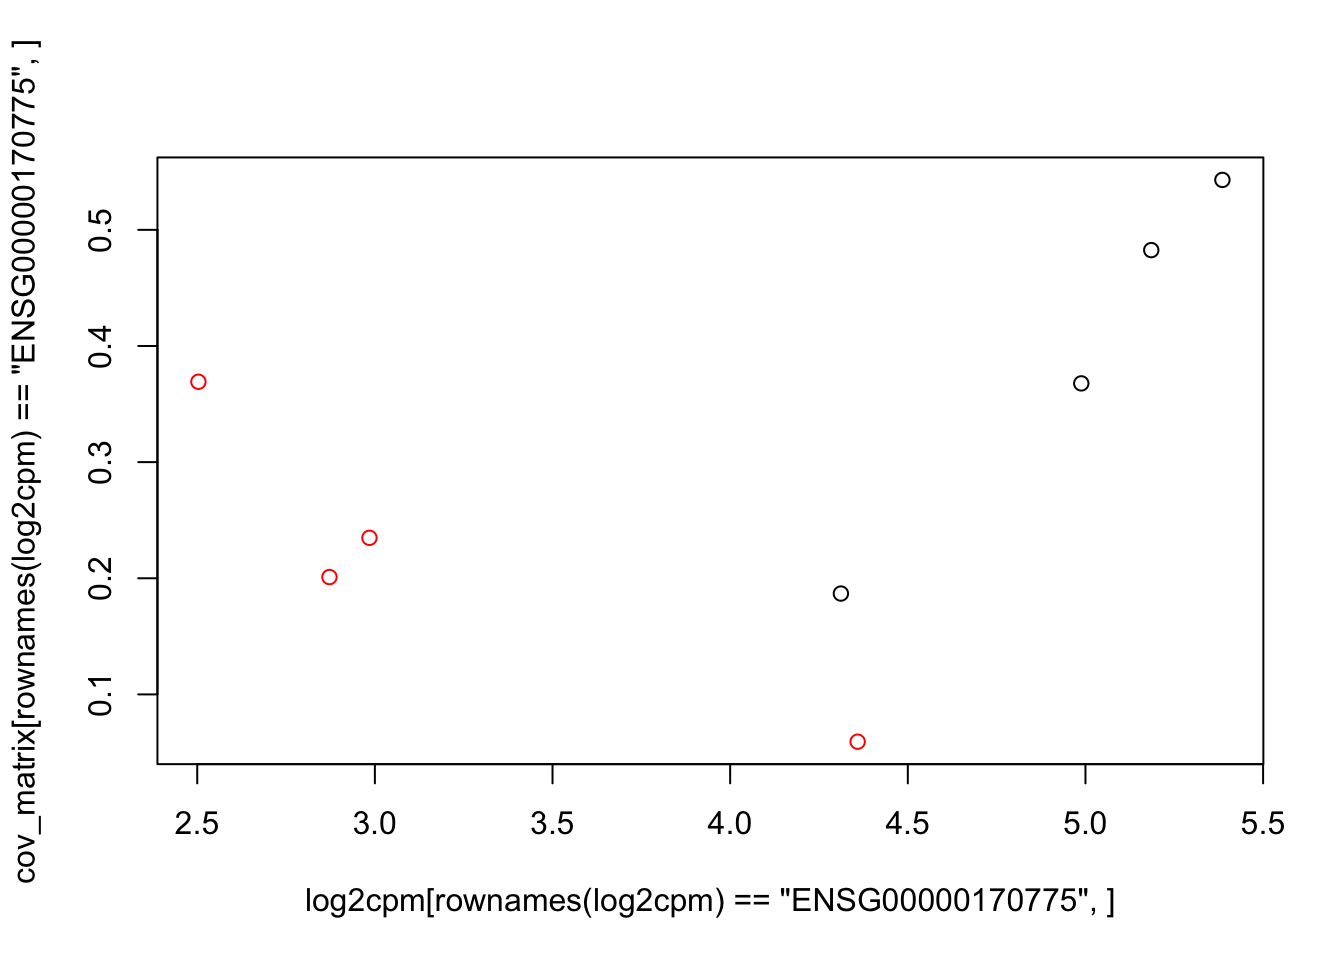 cov_matrix[rownames(log2cpm) == "ENSG00000170775", ]
0.5
0.4
0.3
0.2
0.1
2.5 3.0 3.5 4.0 4.5 5.0 5.5
log2cpm[rownames(log2cpm) == "ENSG00000170775", ]